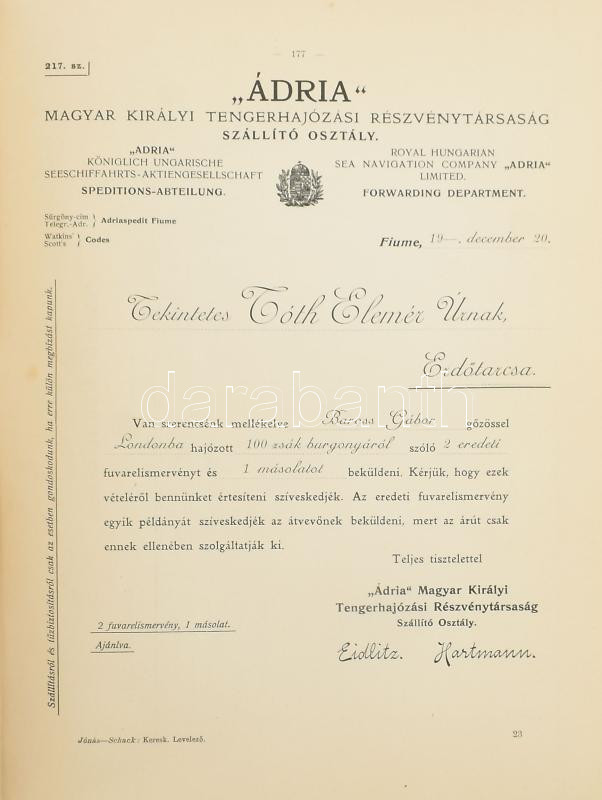 — 177 —
217. sz.
„ÁDRIA“
MAGYAR KIRÁLYI TENGERHAJÓZÁSI RÉSZVÉNYTÁRSASÁG
SZÁLLÍTÓ OSZTÁLY.
„ADRIA“
KÖNIGLICH UNGARISCHE
SEESCHIFFAHRTS-AKTIENGESELLSCHAFT
SPEDITIONS-ABTEILUNG.
ROYAL HUNGARIAN
SEA NAVIGATION COMPANY „ADRIA“
LIMITED.
FORWARDING DEPARTMENT.
Sürgöny-cím } Adriaspedit Fiume
Telegr.-Adr.
Watkins' } Codes
Scott's
Fiume, 19—. december 20.
Tekintetes Tóth Elemér Úrnak,
Erdőtarcsa.
Van szerencsénk mellékelve Baross Gábor gőzössel
Londonba hajózott 100 zsák burgonyáról szóló 2 eredeti
fuvarelismervényt és 1 másolatot beküldeni. Kérjük, hogy ezek
vételéről bennünket értesíteni szíveskedjék. Az eredeti fuvarelismervény
egyik példányát szíveskedjék az átvevőnek beküldeni, mert az árút csak
ennek ellenében szolgáltatják ki.
Teljes tisztelettel
„Ádria“ Magyar Királyi
Tengerhajózási Részvénytársaság
Szállító Osztály.
Eidlitz. Hartmann.
2 fuvarelismervény, 1 másolat.
Ajánlva.
Szállításról és tűzbiztosításról csak az esetben gondoskodunk, ha erre külön megbízást kapunk.
Jónás—Schack: Keresk. Levelező.
23
darabanth